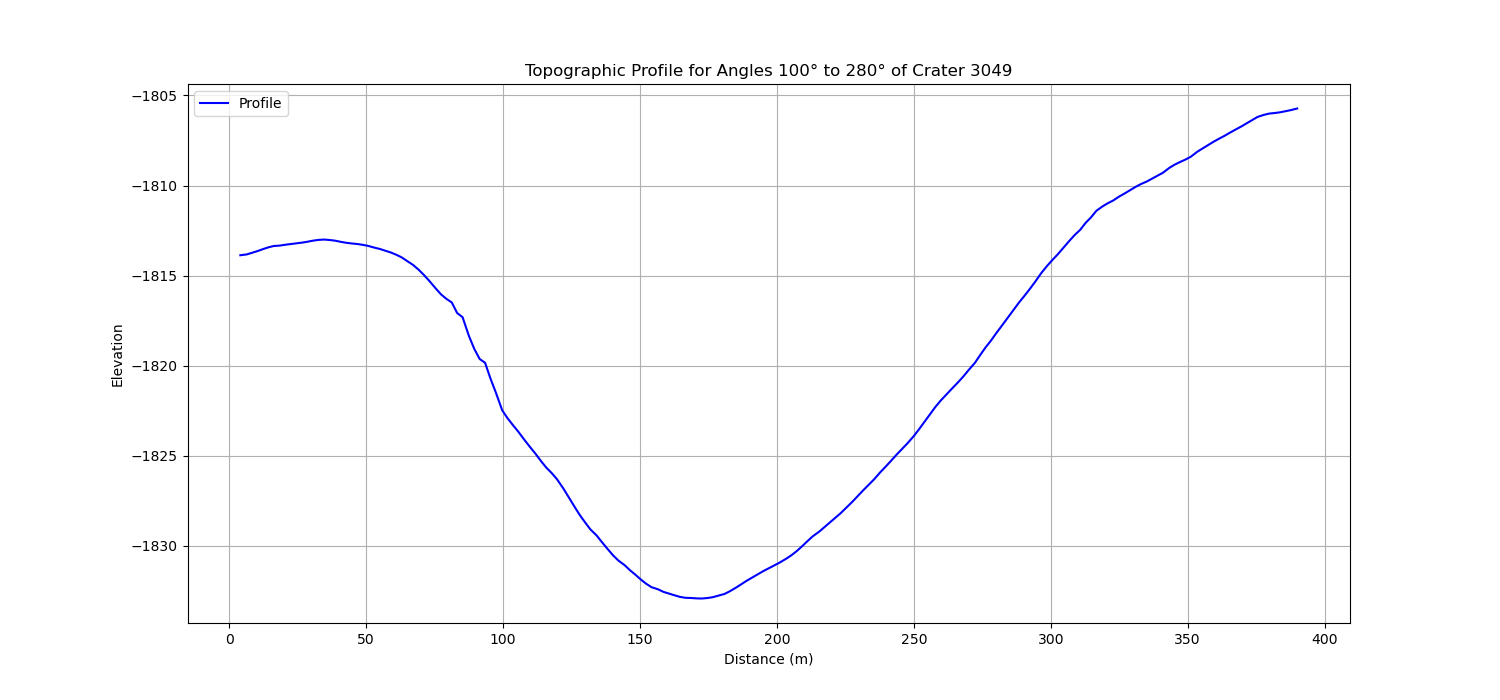 Topographic Profile for Angles 100° to 280° of Crater 3049
Profile
−1805
−1810
−1815
−1820
−1825
−1830
Elevation
0 50 100 150 200 250 300 350 400
Distance (m)